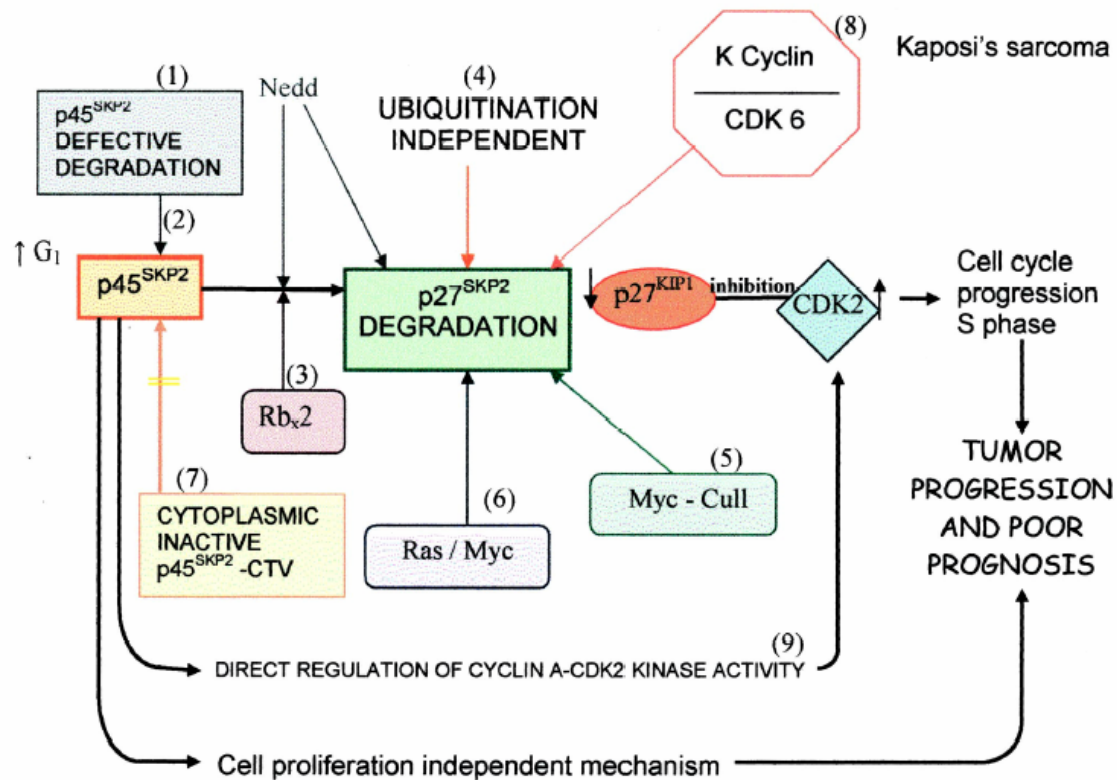 (8)
Kaposi's sarcoma
K Cyclin
CDK 6
(1)
p45SKP2
DEFECTIVE
DEGRADATION
Nedd
(4)
UBIQUITINATION
INDEPENDENT
(2)
↑ G1
p45SKP2
p27SKP2
DEGRADATION
↓
p27KIP1
inhibition
CDK2
↑
Cell cycle
progression
S phase
(3)
Rbx2
(7)
CYTOPLASMIC
INACTIVE
p45SKP2 -CTV
(6)
Ras / Myc
(5)
Myc - Cull
TUMOR
PROGRESSION
AND POOR
PROGNOSIS
(9)
DIRECT REGULATION OF CYCLIN A-CDK2 KINASE ACTIVITY
Cell proliferation independent mechanism